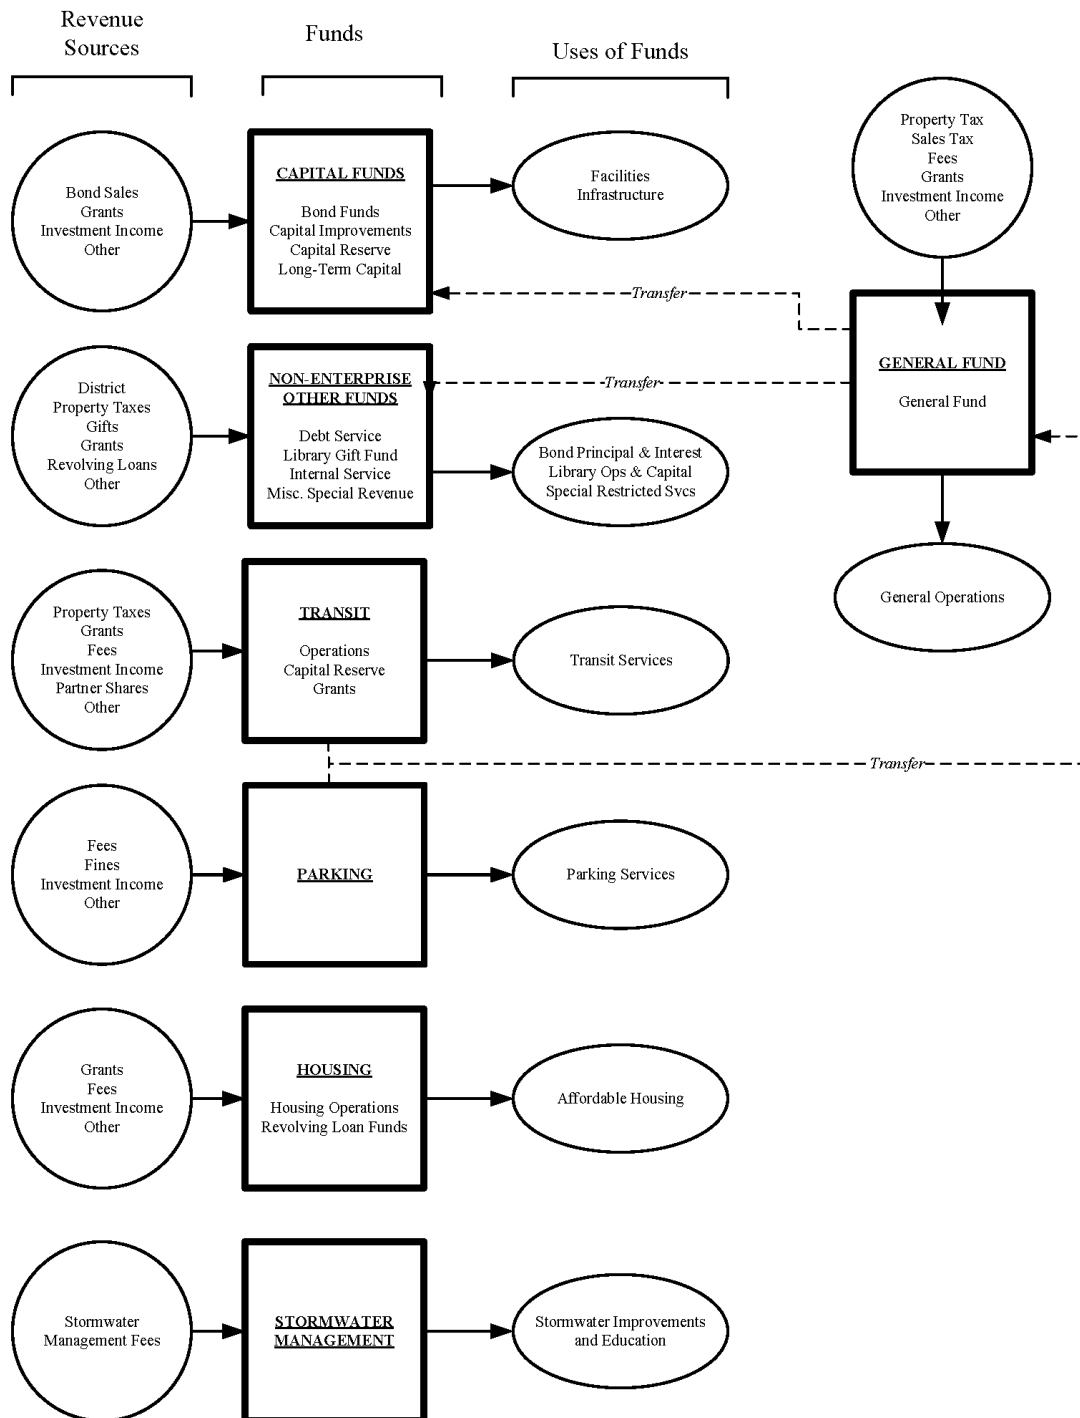 Revenue
Sources
Funds
Uses of Funds
Bond Sales
Grants
Investment Income
Other
CAPITAL FUNDS
Bond Funds
Capital Improvements
Capital Reserve
Long-Term Capital
Facilities
Infrastructure
Property Tax
Sales Tax
Fees
Grants
Investment Income
Other
Transfer
District
Property Taxes
Gifts
Grants
Revolving Loans
Other
NON-ENTERPRISE
OTHER FUNDS
Debt Service
Library Gift Fund
Internal Service
Misc. Special Revenue
Transfer
Bond Principal & Interest
Library Ops & Capital
Special Restricted Svcs
GENERAL FUND
General Fund
General Operations
Property Taxes
Grants
Fees
Investment Income
Partner Shares
Other
TRANSIT
Operations
Capital Reserve
Grants
Transit Services
Transfer
Fees
Fines
Investment Income
Other
PARKING
Parking Services
Grants
Fees
Investment Income
Other
HOUSING
Housing Operations
Revolving Loan Funds
Affordable Housing
Stormwater
Management Fees
STORMWATER
MANAGEMENT
Stormwater Improvements
and Education